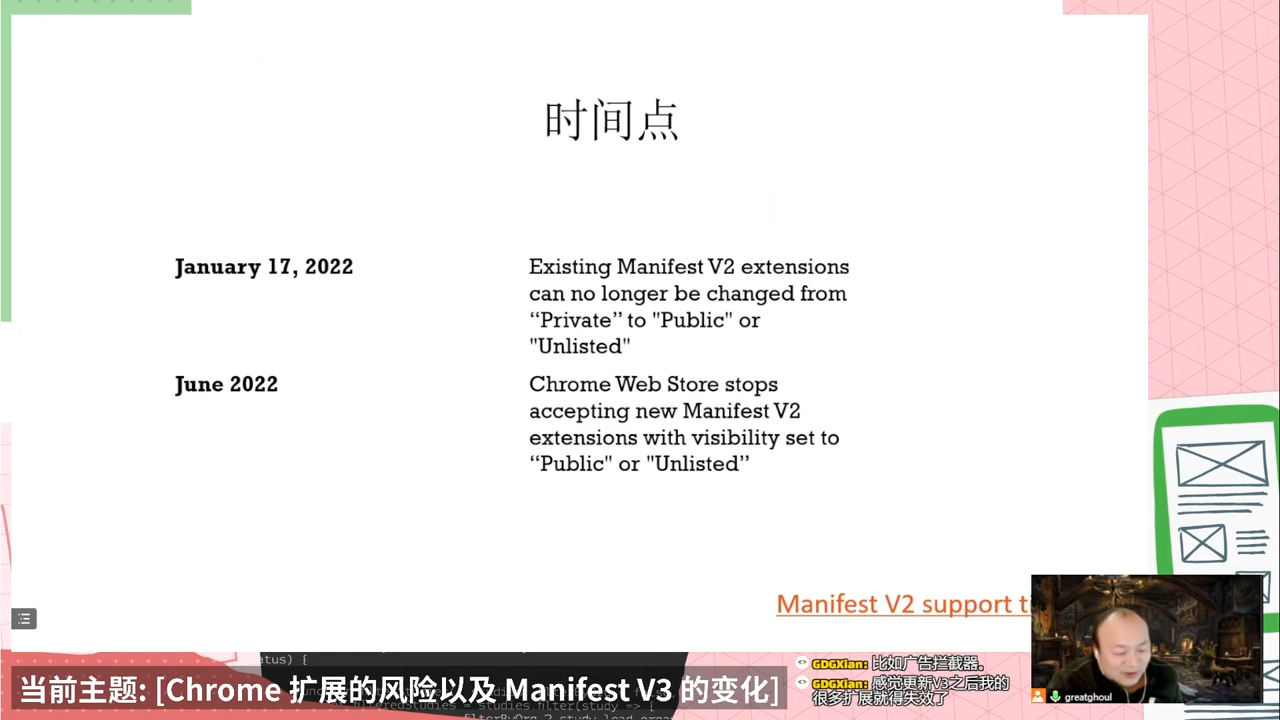 时间点
January 17, 2022
Existing Manifest V2 extensions
can no longer be changed from
“Private” to "Public" or
"Unlisted"
June 2022
Chrome Web Store stops
accepting new Manifest V2
extensions with visibility set to
“Public" or "Unlisted”
Manifest V2 support
greatghoul
GDGXian: 比如广告拦截器。
GDGXian: 感觉更新V3之后我的
很多扩展就得失效了
当前主题: [Chrome 扩展的风险以及 Manifest V3 的变化]